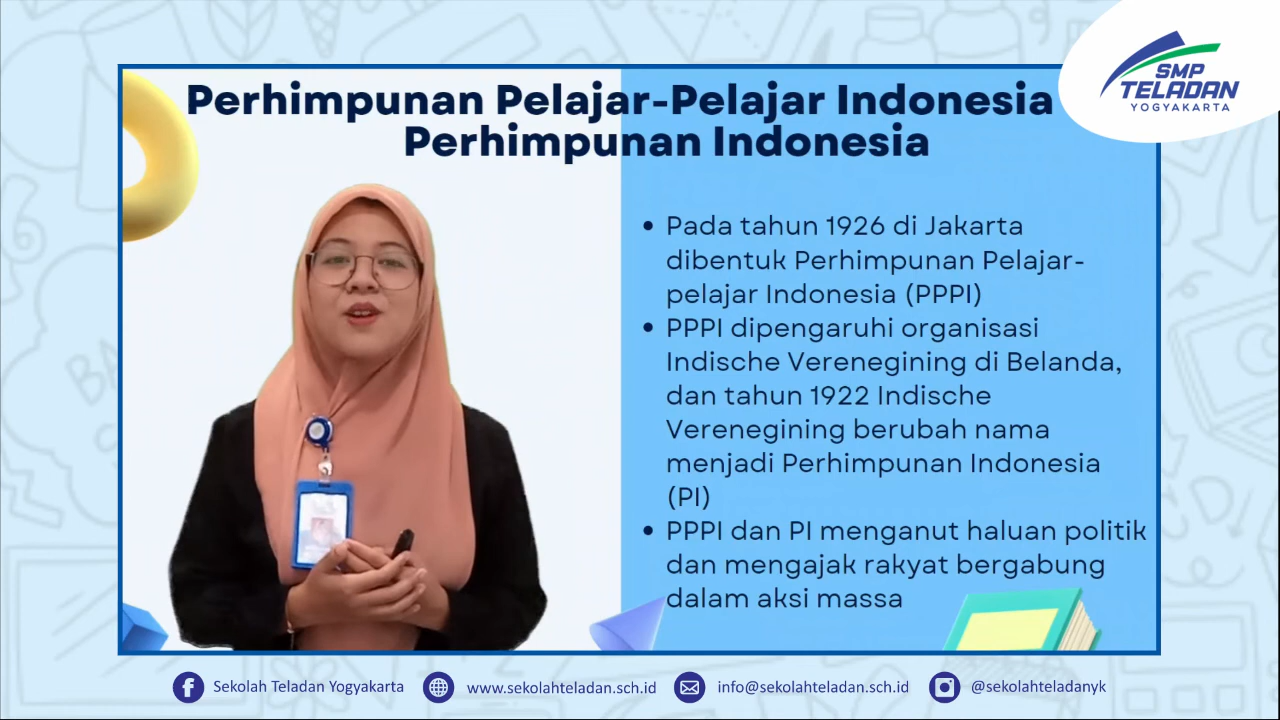 SMP
TELADAN
YOGYAKARTA
Perhimpunan Pelajar-Pelajar Indonesia
Perhimpunan Indonesia
• Pada tahun 1926 di Jakarta
dibentuk Perhimpunan Pelajar-
pelajar Indonesia (PPPI)
• PPPI dipengaruhi organisasi
Indische Verenegining di Belanda,
dan tahun 1922 Indische
Verenegining berubah nama
menjadi Perhimpunan Indonesia
(PI)
• PPPI dan PI menganut haluan politik
dan mengajak rakyat bergabung
dalam aksi massa
Sekolah Teladan Yogyakarta
www.sekolahteladan.sch.id
info@sekolahteladan.sch.id
@sekolahteladanyk